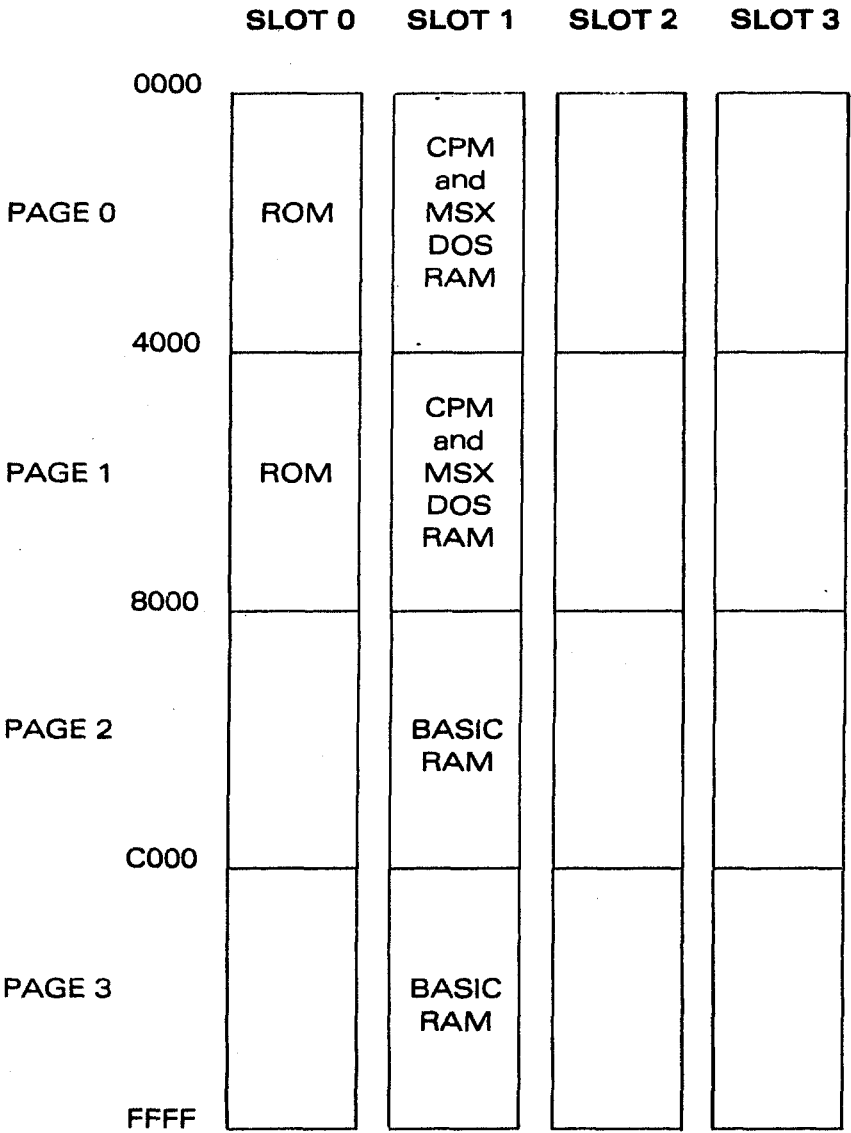 SLOT 0 SLOT 1 SLOT 2 SLOT 3
0000
CPM
and
PAGE 0 ROM MSX
DOS
RAM
4000
CPM
and
PAGE 1 ROM MSX
DOS
RAM
8000
PAGE 2 BASIC
RAM
C000
PAGE 3 BASIC
RAM
FFFF